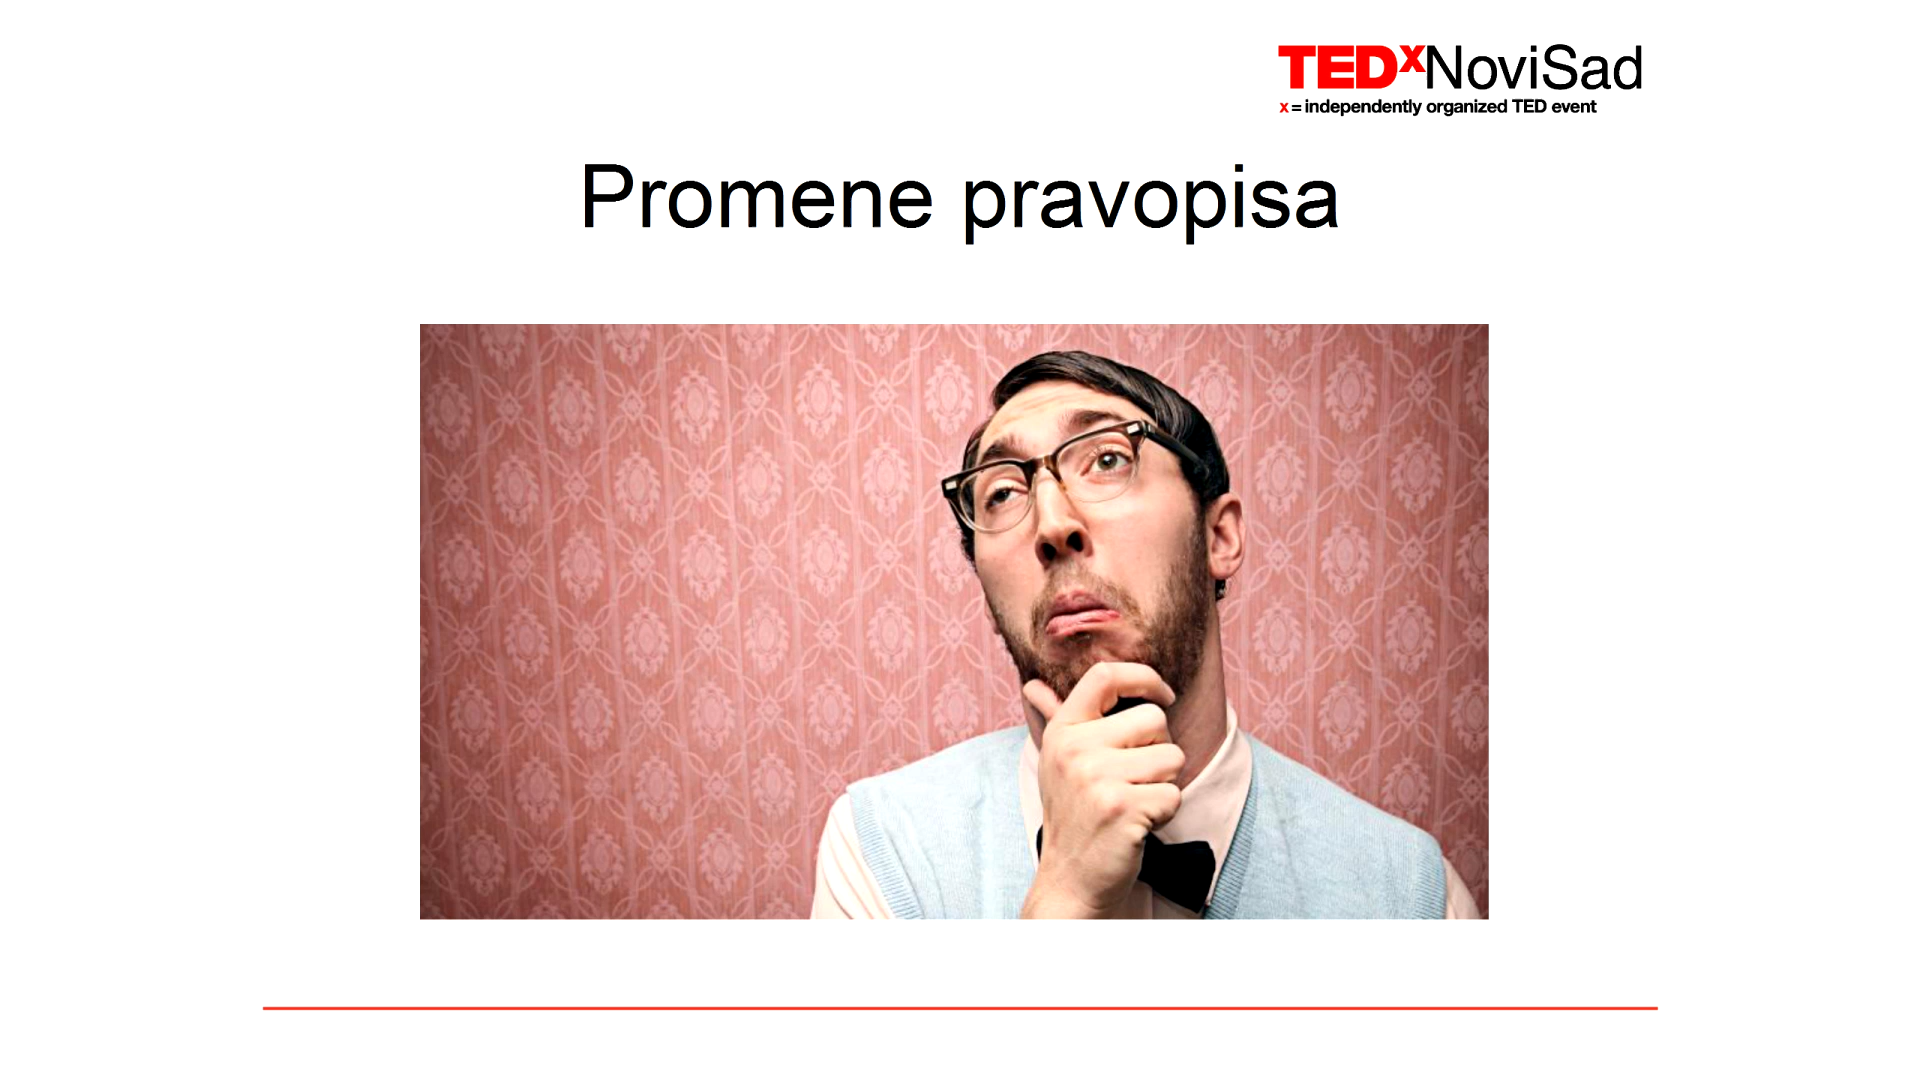 TEDxNoviSad
x = independently organized TED event
Promene pravopisa